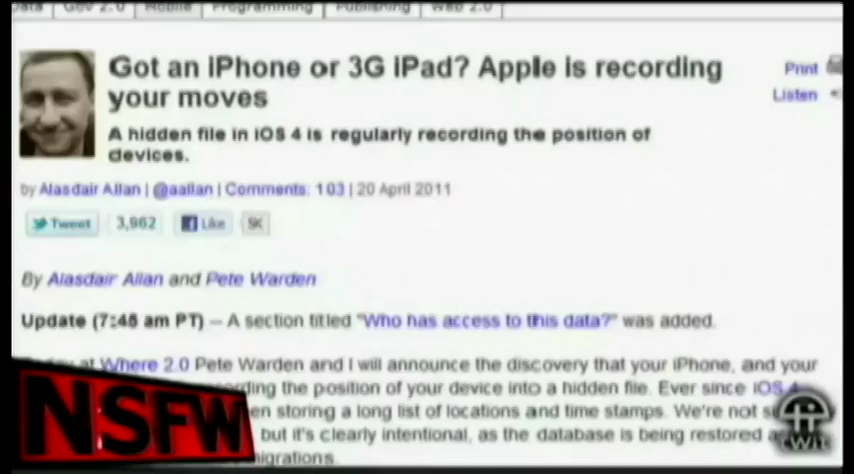 Data Gov 2.0 Mobile Programming Publishing Web 2.0
Got an iPhone or 3G iPad? Apple is recording
your moves
Print
Listen
A hidden file in iOS 4 is regularly recording the position of
devices.
by Alasdair Allan | @aallan | Comments: 103 | 20 April 2011
Tweet 3,962 Like 5K
By Alasdair Allan and Pete Warden
Update (7:45 am PT) – A section titled "Who has access to this data?" was added.
at Where 2.0 Pete Warden and I will announce the discovery that your iPhone, and your
ding the position of your device into a hidden file. Ever since iOS 4
en storing a long list of locations and time stamps. We're not s
but it's clearly intentional, as the database is being restored a
igrations.
NSFW
TWiT